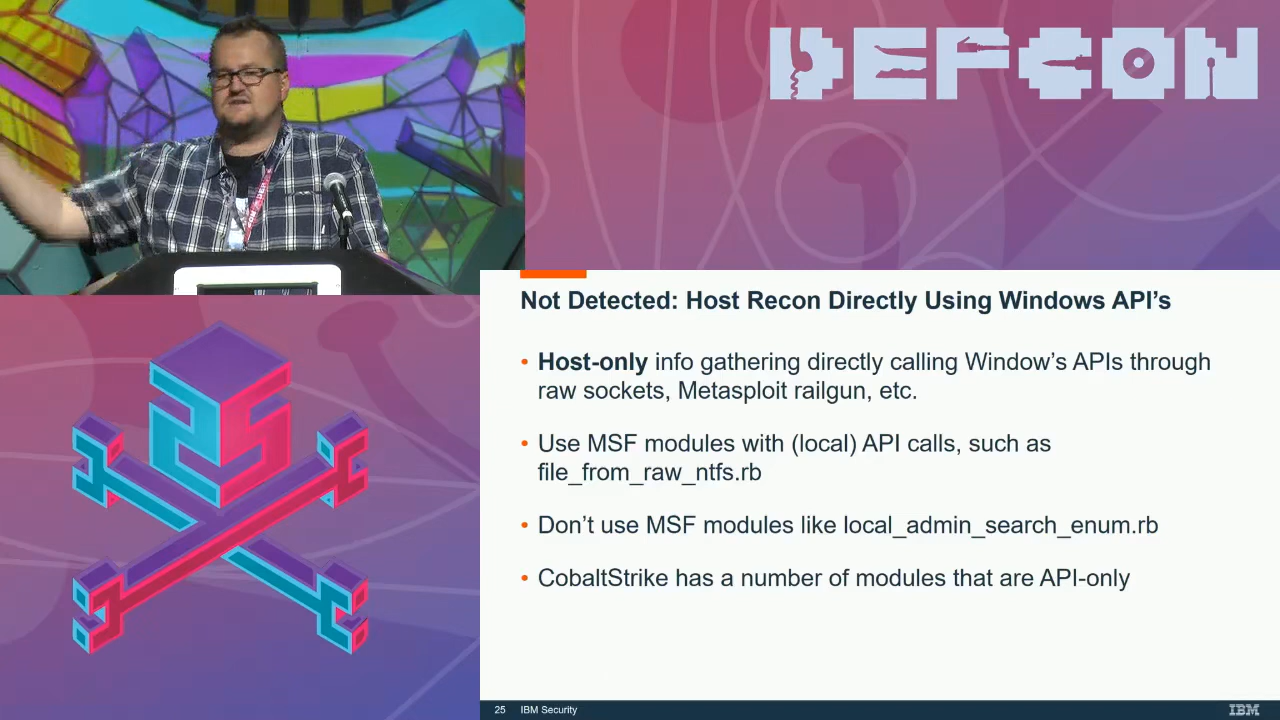 DEFCON
25
Not Detected: Host Recon Directly Using Windows API’s
• Host-only info gathering directly calling Window’s APIs through
raw sockets, Metasploit railgun, etc.
• Use MSF modules with (local) API calls, such as
file_from_raw_ntfs.rb
• Don’t use MSF modules like local_admin_search_enum.rb
• CobaltStrike has a number of modules that are API-only
25 IBM Security
IBM